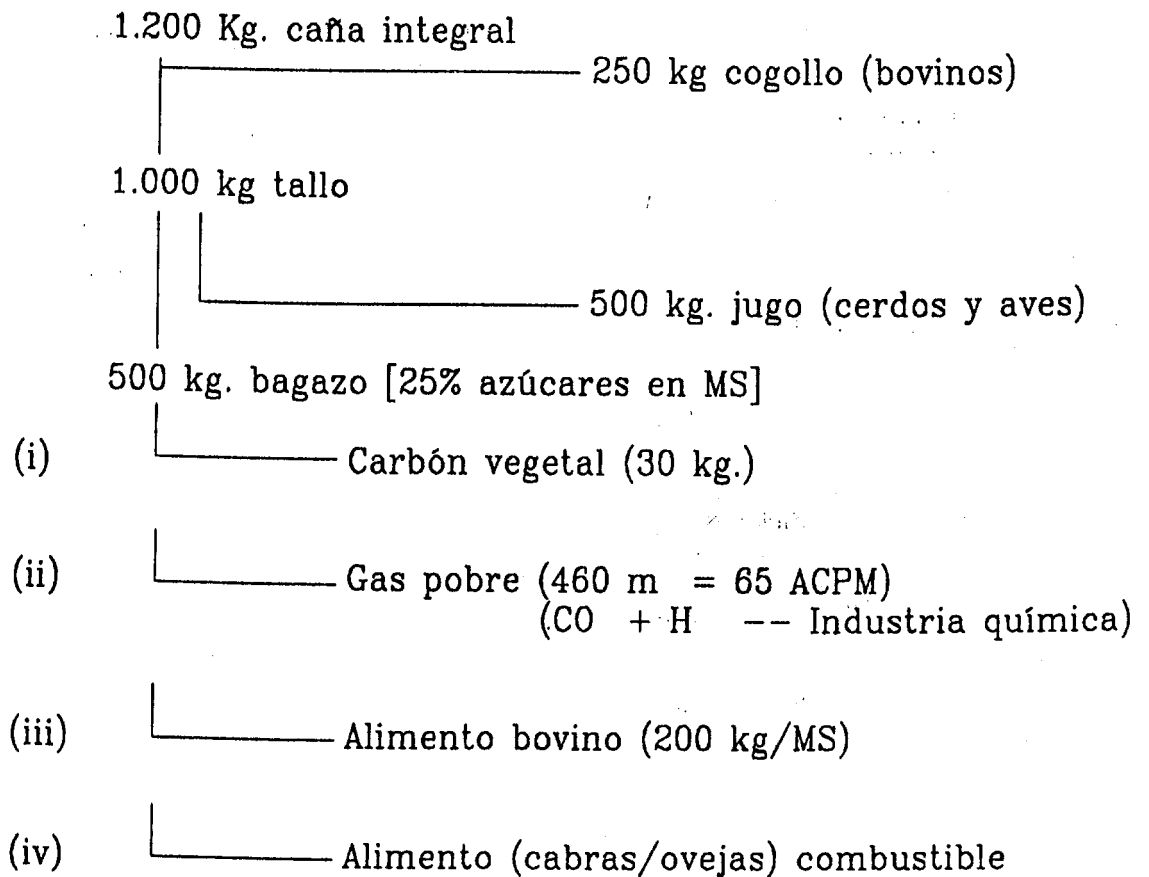 1.200 Kg. caña integral
250 kg cogollo (bovinos)
1.000 kg tallo
500 kg. jugo (cerdos y aves)
500 kg. bagazo [25% azúcares en MS]
(i) Carbón vegetal (30 kg.)
(ii) Gas pobre (460 m = 65 ACPM)
(CO + H -- Industria química)
(iii) Alimento bovino (200 kg/MS)
(iv) Alimento (cabras/ovejas) combustible